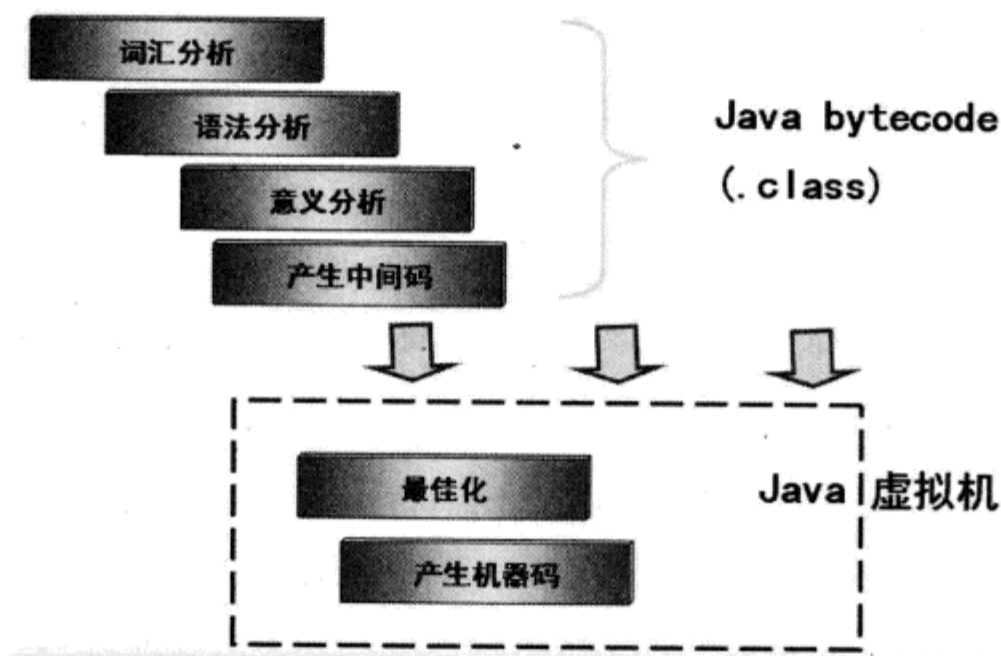 词汇分析
语法分析
意义分析
产生中间码
Java bytecode
(.class)
最佳化
产生机器码
Java 虚拟机